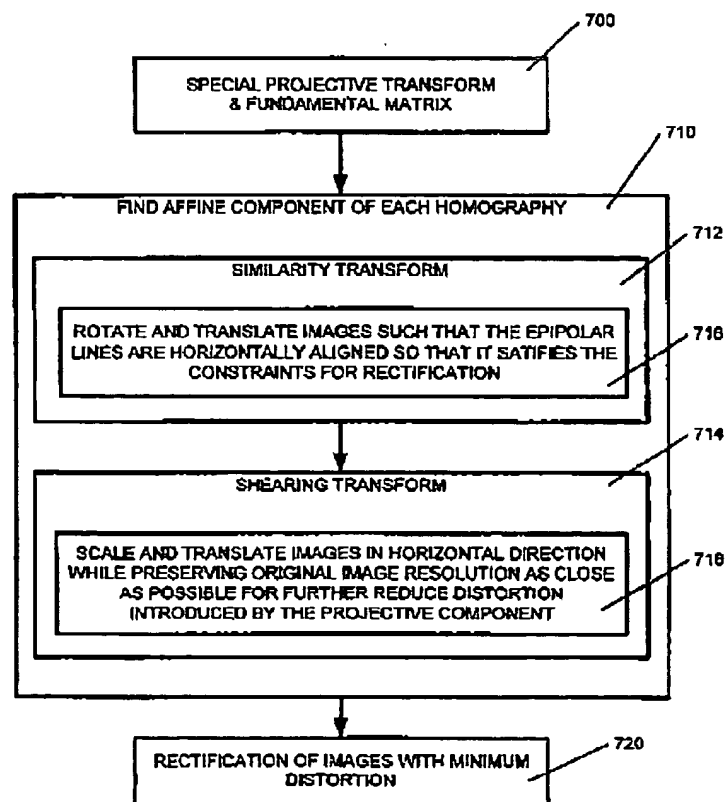 700
SPECIAL PROJECTIVE TRANSFORM
& FUNDAMENTAL MATRIX
710
FIND AFFINE COMPONENT OF EACH HOMOGRAPHY
712
SIMILARITY TRANSFORM
ROTATE AND TRANSLATE IMAGES SUCH THAT THE EPIPOLAR
LINES ARE HORIZONTALLY ALIGNED SO THAT IT SATIFIES THE
CONSTRAINTS FOR RECTIFICATION
716
714
SHEARING TRANSFORM
SCALE AND TRANSLATE IMAGES IN HORIZONTAL DIRECTION
WHILE PRESERVING ORIGINAL IMAGE RESOLUTION AS CLOSE
AS POSSIBLE FOR FURTHER REDUCE DISTORTION
INTRODUCED BY THE PROJECTIVE COMPONENT
718
RECTIFICATION OF IMAGES WITH MINIMUM
DISTORTION
720